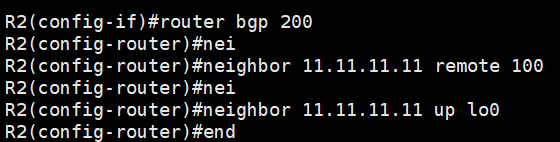 R2(config-if)#router bgp 200
R2(config-router)#nei
R2(config-router)#neighbor 11.11.11.11 remote 100
R2(config-router)#nei
R2(config-router)#neighbor 11.11.11.11 up lo0
R2(config-router)#end